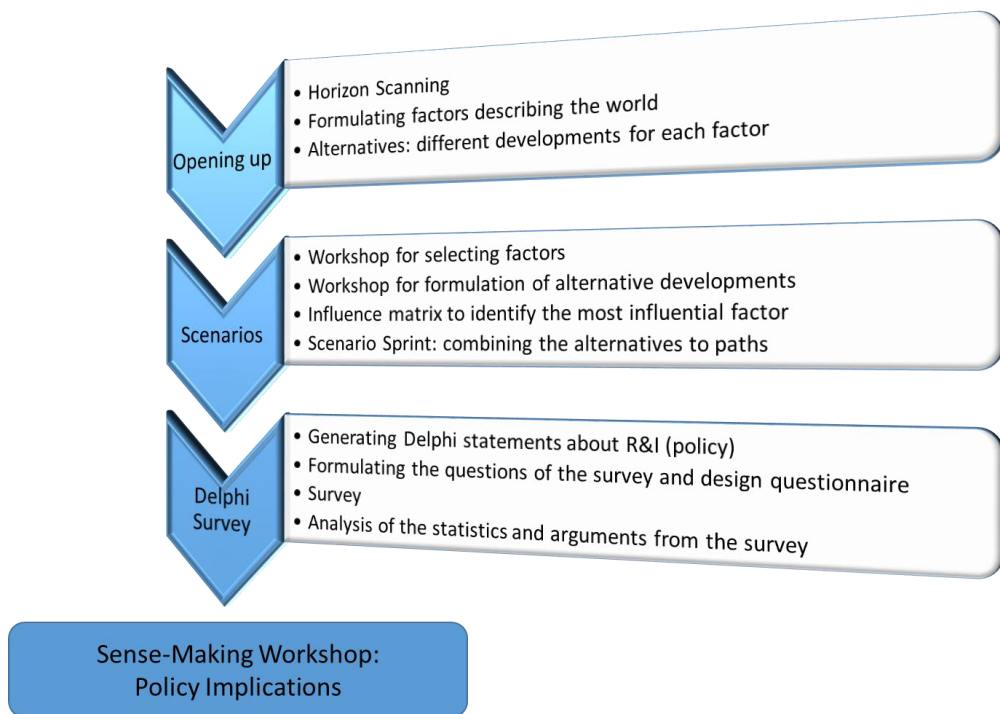 Opening up
• Horizon Scanning
• Formulating factors describing the world
• Alternatives: different developments for each factor
Scenarios
• Workshop for selecting factors
• Workshop for formulation of alternative developments
• Influence matrix to identify the most influential factor
• Scenario Sprint: combining the alternatives to paths
Delphi
Survey
• Generating Delphi statements about R&I (policy)
• Formulating the questions of the survey and design questionnaire
• Survey
• Analysis of the statistics and arguments from the survey
Sense-Making Workshop:
Policy Implications